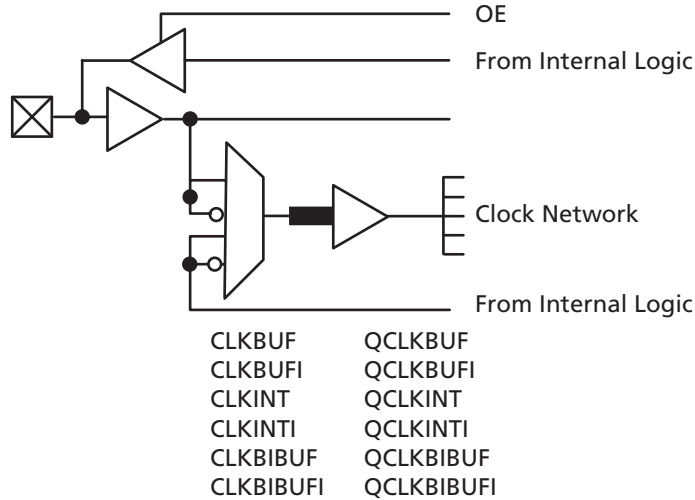 OE
From Internal Logic
Clock Network
From Internal Logic
CLKBUF QCLKBUF
CLKBUFI QCLKBUFI
CLKINT QCLKINT
CLKINTI QCLKINTI
CLKBIBUF QCLKBIBUF
CLKBIBUFI QCLKBIBUFI